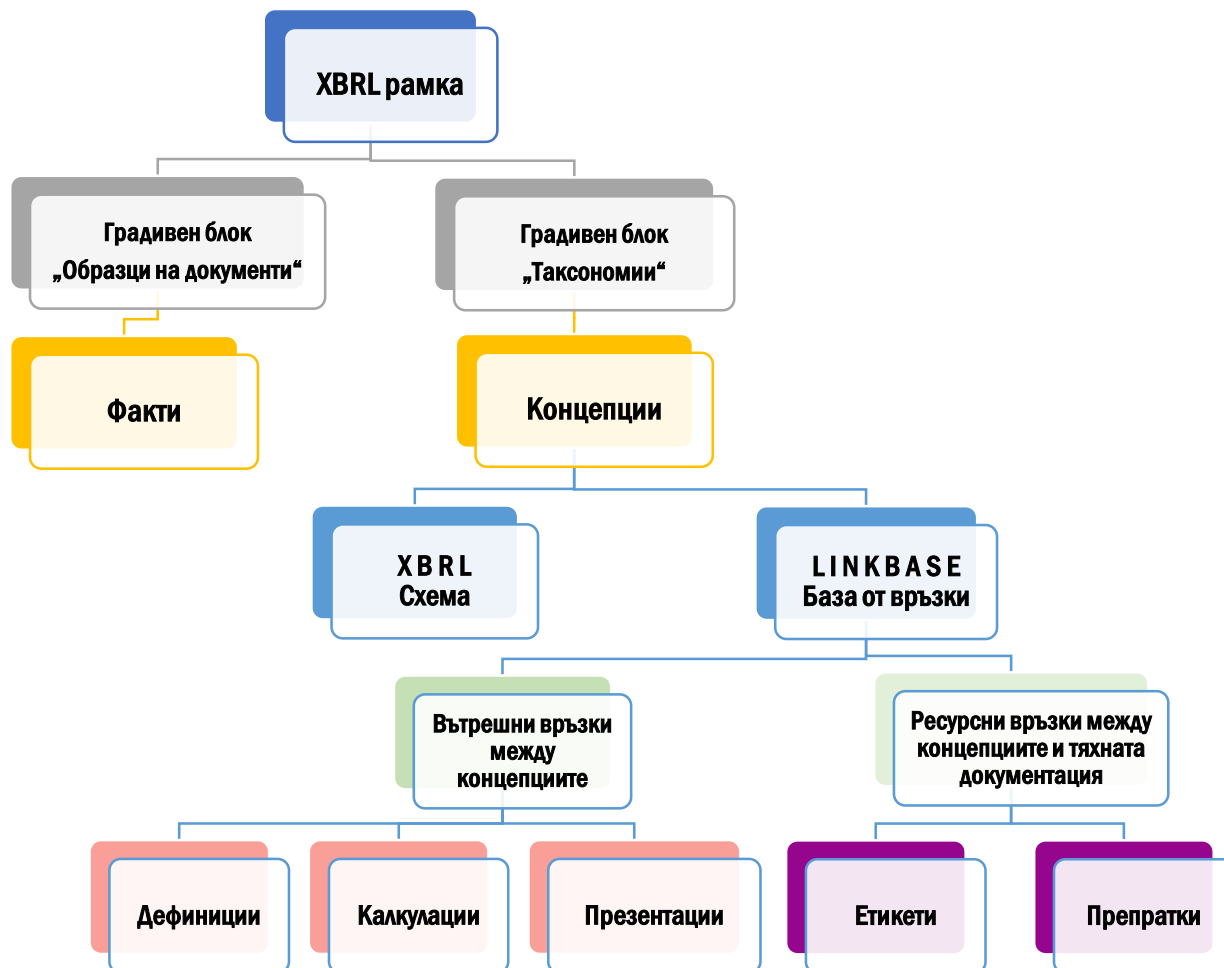 XBRL рамка
Градивен блок
„Образци на документи“
Градивен блок
„Таксономии“
Факти
Концепции
XBRL
Схема
LINKBASE
База от връзки
Вътрешни връзки
между
концепциите
Ресурсни връзки между
концепциите и тяхната
документация
Дефиниции
Калкулации
Презентации
Етикети
Препратки